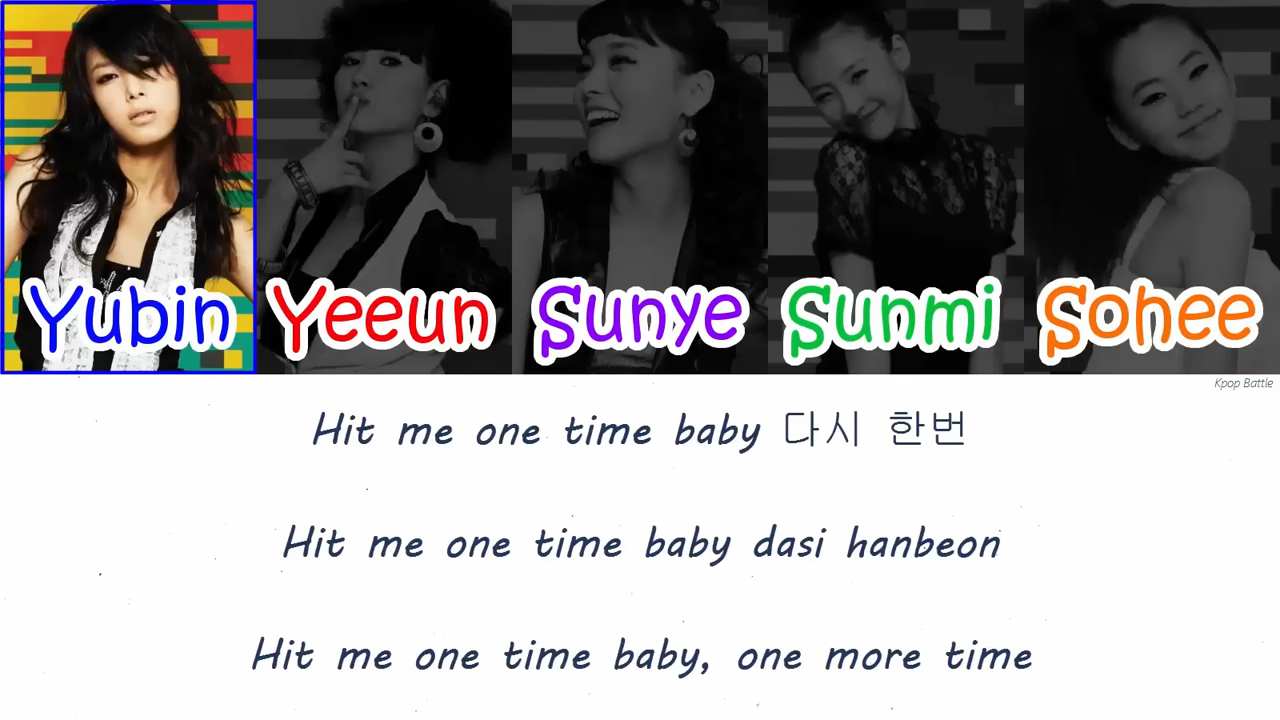 Yubin Yeeun Sunye Sunmi Sohee
Kpop Battle
Hit me one time baby 다시 한번
Hit me one time baby dasi hanbeon
Hit me one time baby, one more time